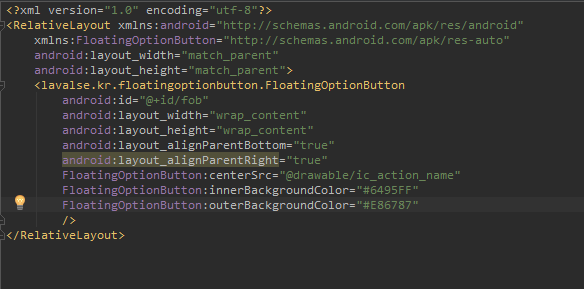 <?xml version="1.0" encoding="utf-8"?>
<RelativeLayout xmlns:android="http://schemas.android.com/apk/res/android"
    xmlns:FloatingOptionButton="http://schemas.android.com/apk/res-auto"
    android:layout_width="match_parent"
    android:layout_height="match_parent">
    <lavalse.kr.floatingoptionbutton.FloatingOptionButton
        android:id="@+id/fob"
        android:layout_width="wrap_content"
        android:layout_height="wrap_content"
        android:layout_alignParentBottom="true"
        android:layout_alignParentRight="true"
        FloatingOptionButton:centerSrc="@drawable/ic_action_name"
        FloatingOptionButton:innerBackgroundColor="#6495FF"
        FloatingOptionButton:outerBackgroundColor="#E86787"
        />
</RelativeLayout>